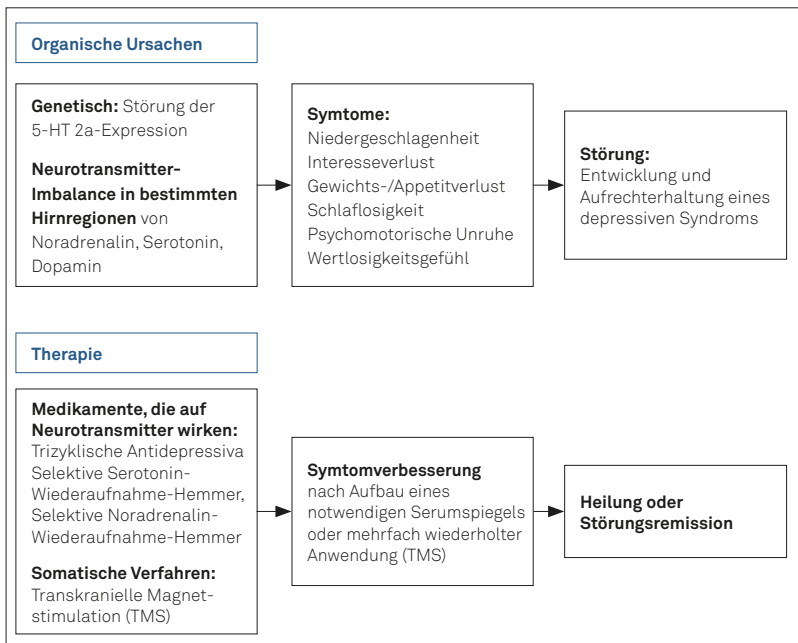 Organische Ursachen
Genetisch: Störung der
5-HT 2a-Expression
Neurotransmitter-
Imbalance in bestimmten
Hirnregionen von
Noradrenalin, Serotonin,
Dopamin
Symtome:
Niedergeschlagenheit
Interesseverlust
Gewichts-/Appetitverlust
Schlaflosigkeit
Psychomotorische Unruhe
Wertlosigkeitsgefühl
Störung:
Entwicklung und
Aufrechterhaltung eines
depressiven Syndroms
Therapie
Medikamente, die auf
Neurotransmitter wirken:
Trizyklische Antidepressiva
Selektive Serotonin-
Wiederaufnahme-Hemmer,
Selektive Noradrenalin-
Wiederaufnahme-Hemmer
Somatische Verfahren:
Transkranielle Magnet-
stimulation (TMS)
Symtomverbesserung
nach Aufbau eines
notwendigen Serumspiegels
oder mehrfach wiederholter
Anwendung (TMS)
Heilung oder
Störungsremission